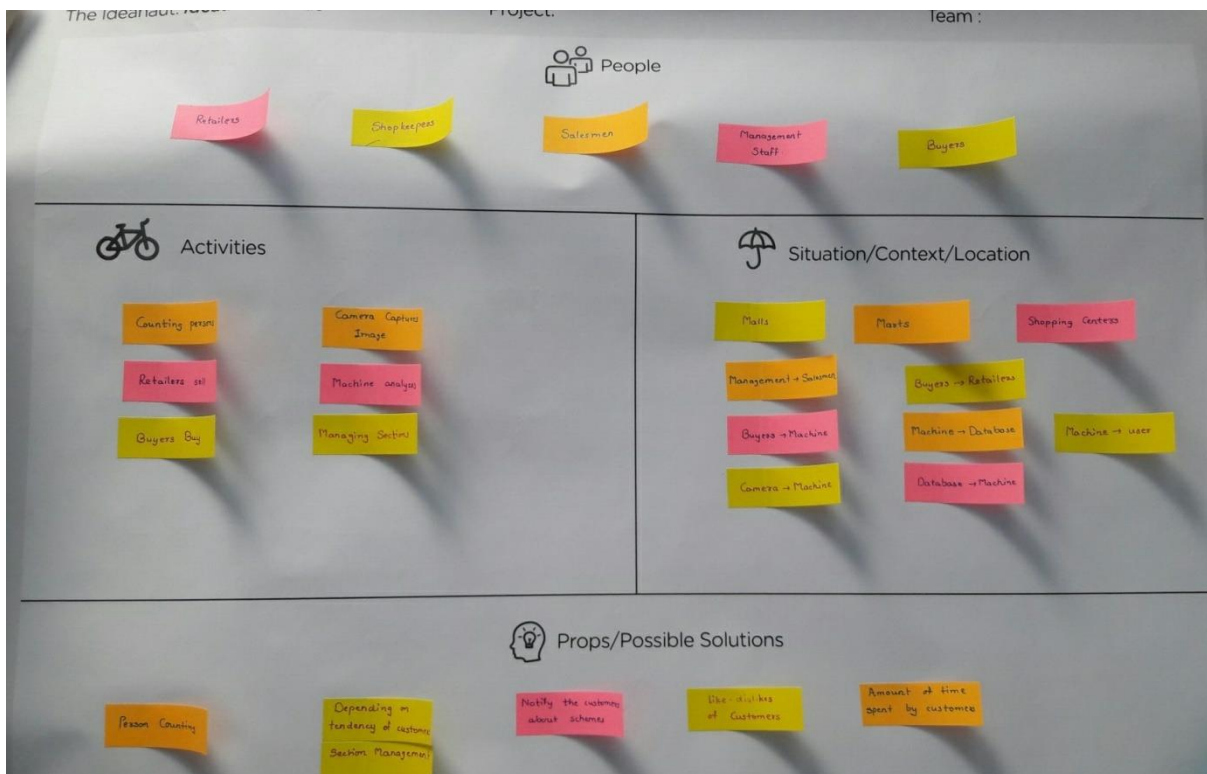 The Ideanaut:
Project:
Team :
People
Retailers
Shopkeepers
Salesmen
Management
Staff
Buyers
Activities
Counting persons
Camera Captures
Image
Retailers sell
Machine analyses
Buyers Buy
Managing Sections
Situation/Context/Location
Malls
Marts
Shopping Centers
Management → Salesmen
Buyers → Retailers
Buyers → Machine
Machine → Database
Machine → user
Camera → Machine
Database → Machine
Props/Possible Solutions
Person Counting
Depending on
tendency of customer
Section Management
Notify the customers
about schemes
Like-dislikes
of Customers
Amount of time
spent by customers